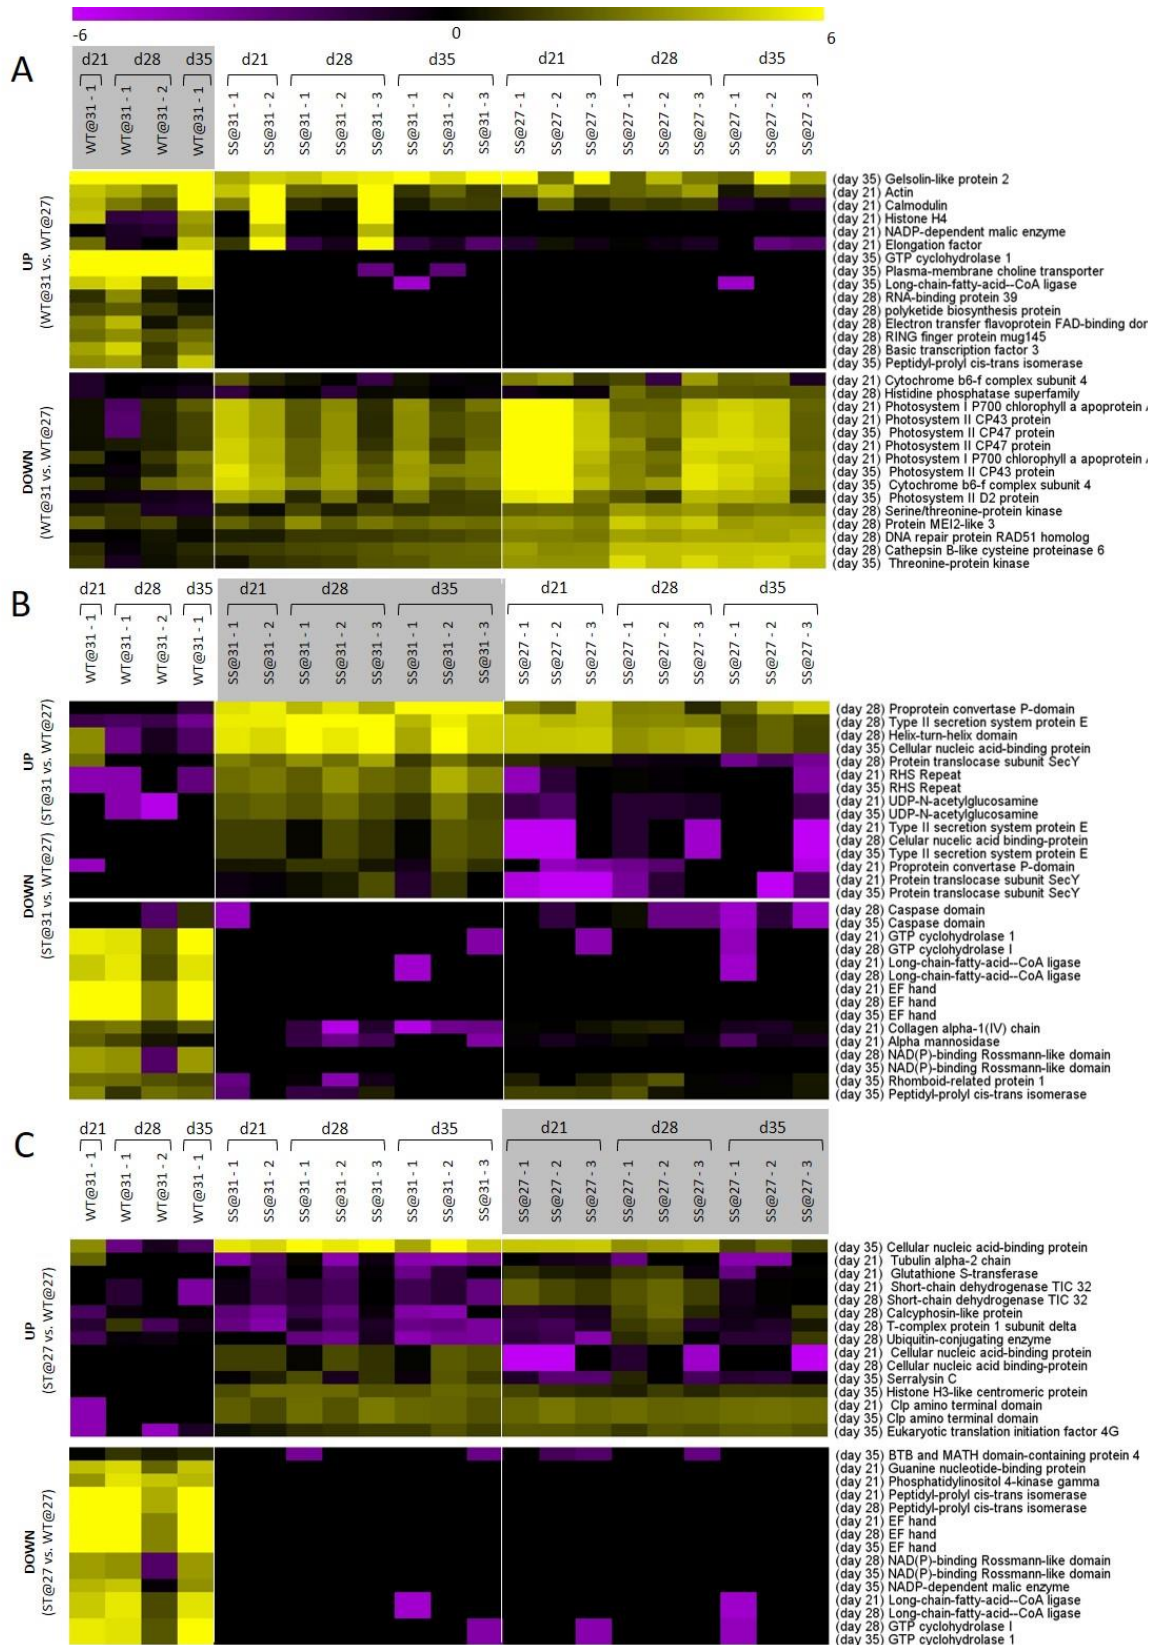 -6 0 6
A
d21 d28 d35 d21 d28 d35 d21 d28 d35
WT@31 - 1 WT@31 - 1 WT@31 - 2 WT@31 - 1 SS@31 - 1 SS@31 - 2 SS@31 - 1 SS@31 - 2 SS@31 - 3 SS@31 - 1 SS@31 - 2 SS@31 - 3 SS@27 - 1 SS@27 - 2 SS@27 - 3 SS@27 - 1 SS@27 - 2 SS@27 - 3 SS@27 - 1 SS@27 - 2 SS@27 - 3
UP
(WT@31 vs. WT@27)
(day 35) Gelsolin-like protein 2
(day 21) Actin
(day 21) Calmodulin
(day 21) Histone H4
(day 21) NADP-dependent malic enzyme
(day 21) Elongation factor
(day 35) GTP cyclohydrolase 1
(day 35) Plasma-membrane choline transporter
(day 35) Long-chain-fatty-acid--CoA ligase
(day 28) RNA-binding protein 39
(day 28) polyketide biosynthesis protein
(day 28) Electron transfer flavoprotein FAD-binding dor
(day 28) RING finger protein mug145
(day 28) Basic transcription factor 3
(day 35) Peptidyl-prolyl cis-trans isomerase
DOWN
(WT@31 vs. WT@27)
(day 21) Cytochrome b6-f complex subunit 4
(day 28) Histidine phosphatase superfamily
(day 21) Photosystem I P700 chlorophyll a apoprotein
(day 21) Photosystem II CP43 protein
(day 35) Photosystem II CP47 protein
(day 21) Photosystem II CP47 protein
(day 21) Photosystem I P700 chlorophyll a apoprotein
(day 35) Photosystem II CP43 protein
(day 35) Cytochrome b6-f complex subunit 4
(day 35) Photosystem II D2 protein
(day 28) Serine/threonine-protein kinase
(day 28) Protein MEI2-like 3
(day 28) DNA repair protein RAD51 homolog
(day 28) Cathepsin B-like cysteine proteinase 6
(day 35) Threonine-protein kinase
B
d21 d28 d35 d21 d28 d35 d21 d28 d35
WT@31 - 1 WT@31 - 1 WT@31 - 2 WT@31 - 1 SS@31 - 1 SS@31 - 2 SS@31 - 1 SS@31 - 2 SS@31 - 3 SS@31 - 1 SS@31 - 2 SS@31 - 3 SS@27 - 1 SS@27 - 2 SS@27 - 3 SS@27 - 1 SS@27 - 2 SS@27 - 3 SS@27 - 1 SS@27 - 2 SS@27 - 3
UP
(ST@31 vs. WT@27)
(day 28) Proprotein convertase P-domain
(day 28) Type II secretion system protein E
(day 28) Helix-turn-helix domain
(day 35) Cellular nucleic acid-binding protein
(day 28) Protein translocase subunit SecY
(day 21) RHS Repeat
(day 35) RHS Repeat
(day 21) UDP-N-acetylglucosamine
(day 35) UDP-N-acetylglucosamine
(day 21) Type II secretion system protein E
(day 28) Celular nucelic acid binding-protein
(day 35) Type II secretion system protein E
(day 21) Proprotein convertase P-domain
(day 21) Protein translocase subunit SecY
(day 35) Protein translocase subunit SecY
DOWN
(ST@31 vs. WT@27)
(day 28) Caspase domain
(day 35) Caspase domain
(day 21) GTP cyclohydrolase 1
(day 28) GTP cyclohydrolase I
(day 21) Long-chain-fatty-acid--CoA ligase
(day 28) Long-chain-fatty-acid--CoA ligase
(day 21) EF hand
(day 28) EF hand
(day 35) EF hand
(day 21) Collagen alpha-1(IV) chain
(day 21) Alpha mannosidase
(day 28) NAD(P)-binding Rossmann-like domain
(day 35) NAD(P)-binding Rossmann-like domain
(day 35) Rhomboid-related protein 1
(day 35) Peptidyl-prolyl cis-trans isomerase
C
d21 d28 d35 d21 d28 d35 d21 d28 d35
WT@31 - 1 WT@31 - 1 WT@31 - 2 WT@31 - 1 SS@31 - 1 SS@31 - 2 SS@31 - 1 SS@31 - 2 SS@31 - 3 SS@31 - 1 SS@31 - 2 SS@31 - 3 SS@27 - 1 SS@27 - 2 SS@27 - 3 SS@27 - 1 SS@27 - 2 SS@27 - 3 SS@27 - 1 SS@27 - 2 SS@27 - 3
UP
(ST@27 vs. WT@27)
(day 35) Cellular nucleic acid-binding protein
(day 21) Tubulin alpha-2 chain
(day 21) Glutathione S-transferase
(day 21) Short-chain dehydrogenase TIC 32
(day 28) Short-chain dehydrogenase TIC 32
(day 28) Calcyphosin-like protein
(day 28) T-complex protein 1 subunit delta
(day 28) Ubiquitin-conjugating enzyme
(day 21) Cellular nucleic acid-binding protein
(day 28) Cellular nucleic acid binding-protein
(day 35) Serralysin C
(day 35) Histone H3-like centromeric protein
(day 21) Clp amino terminal domain
(day 35) Clp amino terminal domain
(day 35) Eukaryotic translation initiation factor 4G
DOWN
(ST@27 vs. WT@27)
(day 35) BTB and MATH domain-containing protein 4
(day 21) Guanine nucleotide-binding protein
(day 21) Phosphatidylinositol 4-kinase gamma
(day 21) Peptidyl-prolyl cis-trans isomerase
(day 28) Peptidyl-prolyl cis-trans isomerase
(day 21) EF hand
(day 28) EF hand
(day 35) EF hand
(day 28) NAD(P)-binding Rossmann-like domain
(day 35) NAD(P)-binding Rossmann-like domain
(day 35) NADP-dependent malic enzyme
(day 21) Long-chain-fatty-acid--CoA ligase
(day 28) Long-chain-fatty-acid--CoA ligase
(day 28) GTP cyclohydrolase I
(day 35) GTP cyclohydrolase 1